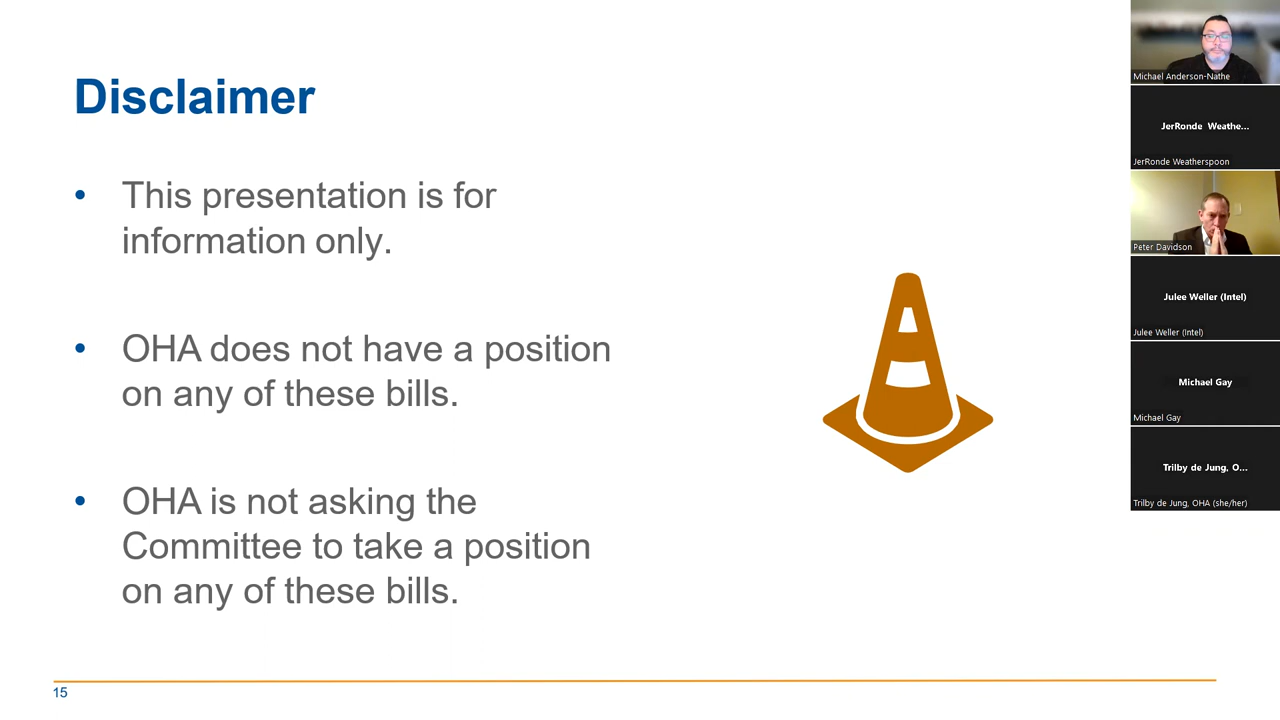 Disclaimer
• This presentation is for
information only.
• OHA does not have a position
on any of these bills.
• OHA is not asking the
Committee to take a position
on any of these bills.
15
Michael Anderson-Nathe
JerRonde Weathe...
JerRonde Weatherspoon
Peter Davidson
Julee Weller (Intel)
Julee Weller (Intel)
Michael Gay
Michael Gay
Trilby de Jung, O...
Trilby de Jung, OHA (she/her)